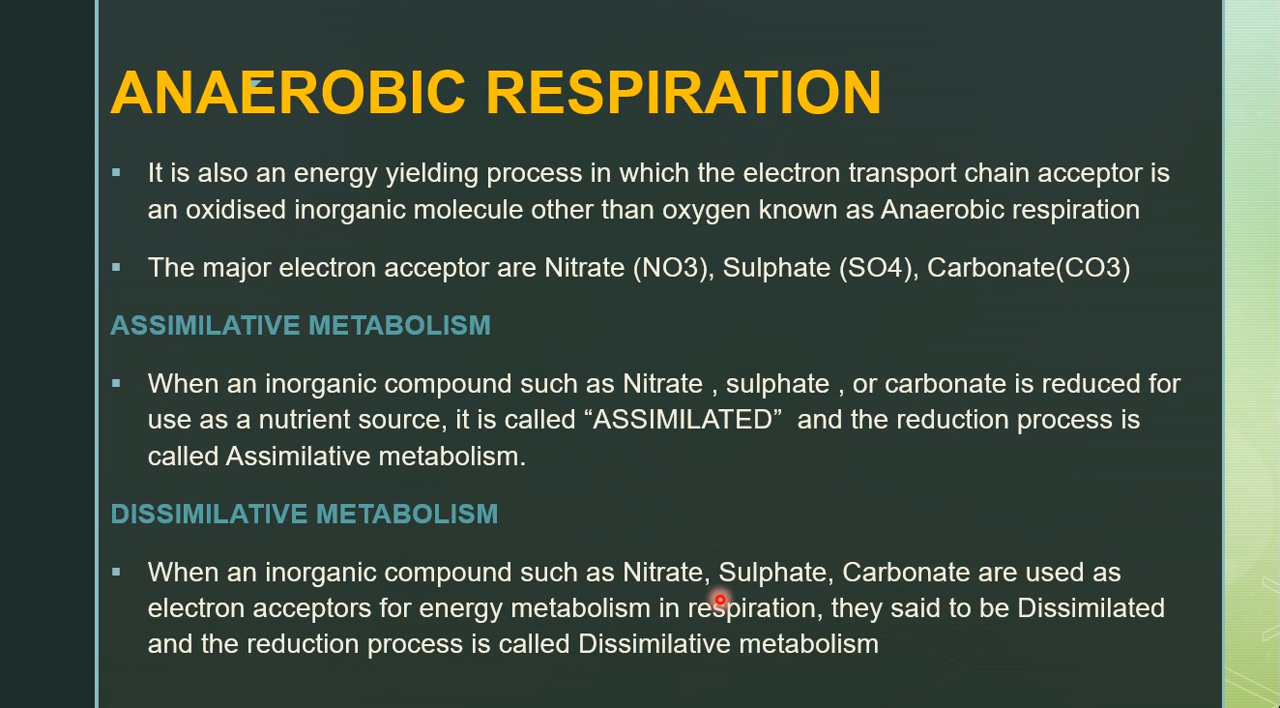 ANAEROBIC RESPIRATION
▪ It is also an energy yielding process in which the electron transport chain acceptor is
an oxidised inorganic molecule other than oxygen known as Anaerobic respiration
▪ The major electron acceptor are Nitrate (NO3), Sulphate (SO4), Carbonate(CO3)
ASSIMILATIVE METABOLISM
▪ When an inorganic compound such as Nitrate , sulphate , or carbonate is reduced for
use as a nutrient source, it is called “ASSIMILATED”  and the reduction process is
called Assimilative metabolism.
DISSIMILATIVE METABOLISM
▪ When an inorganic compound such as Nitrate, Sulphate, Carbonate are used as
electron acceptors for energy metabolism in respiration, they said to be Dissimilated
and the reduction process is called Dissimilative metabolism